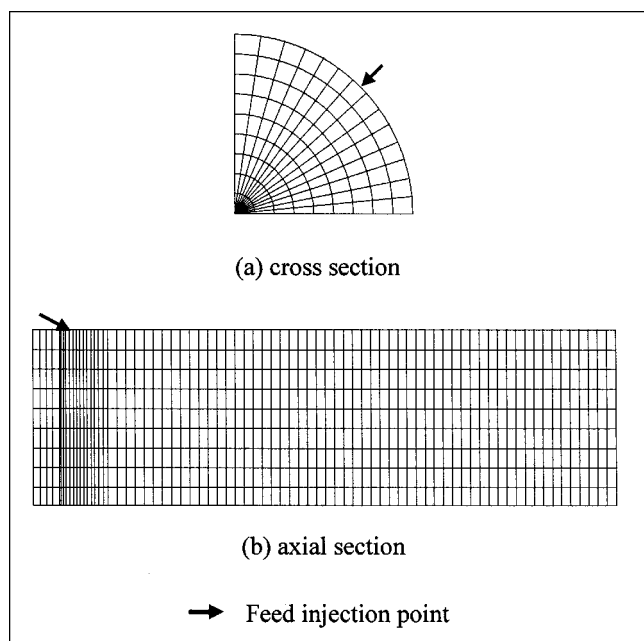 (a) cross section
(b) axial section
Feed injection point